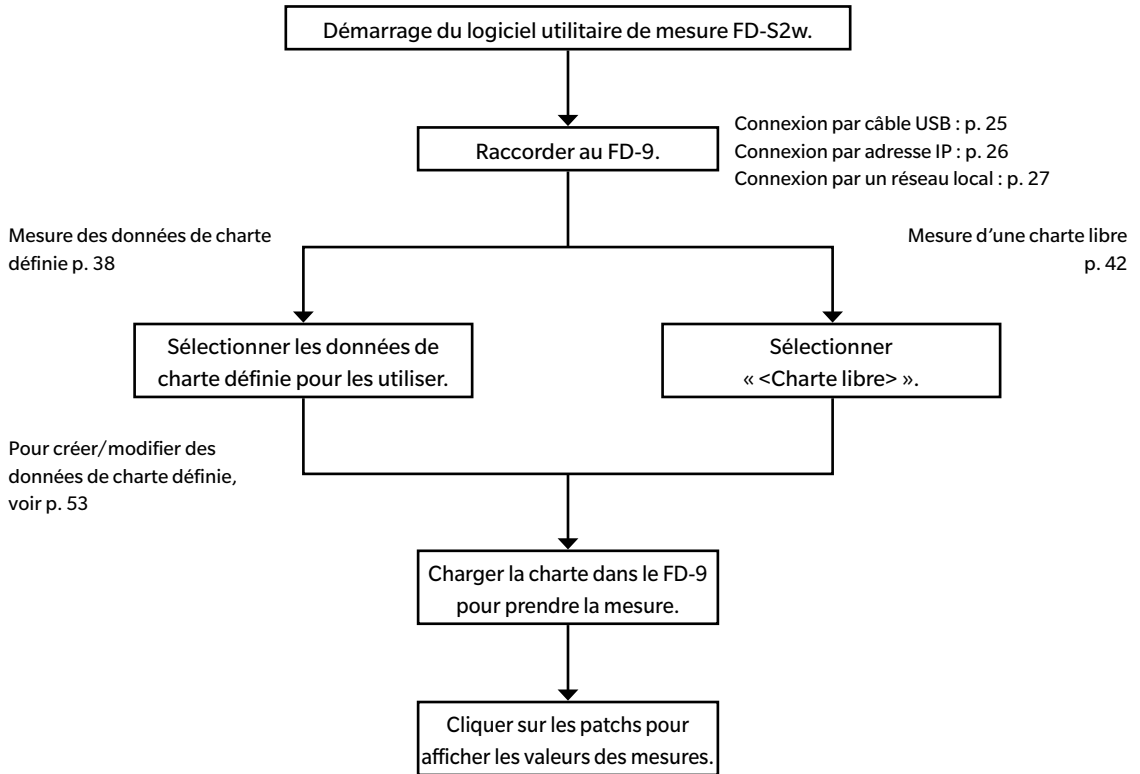 Démarrage du logiciel utilitaire de mesure FD-S2w.
Raccorder au FD-9.
Connexion par câble USB : p. 25
Connexion par adresse IP : p. 26
Connexion par un réseau local : p. 27
Mesure des données de charte
définie p. 38
Mesure d’une charte libre
p. 42
Sélectionner les données de
charte définie pour les utiliser.
Sélectionner
« <Charte libre> ».
Pour créer/modifier des
données de charte définie,
voir p. 53
Charger la charte dans le FD-9
pour prendre la mesure.
Cliquer sur les patchs pour
afficher les valeurs des mesures.